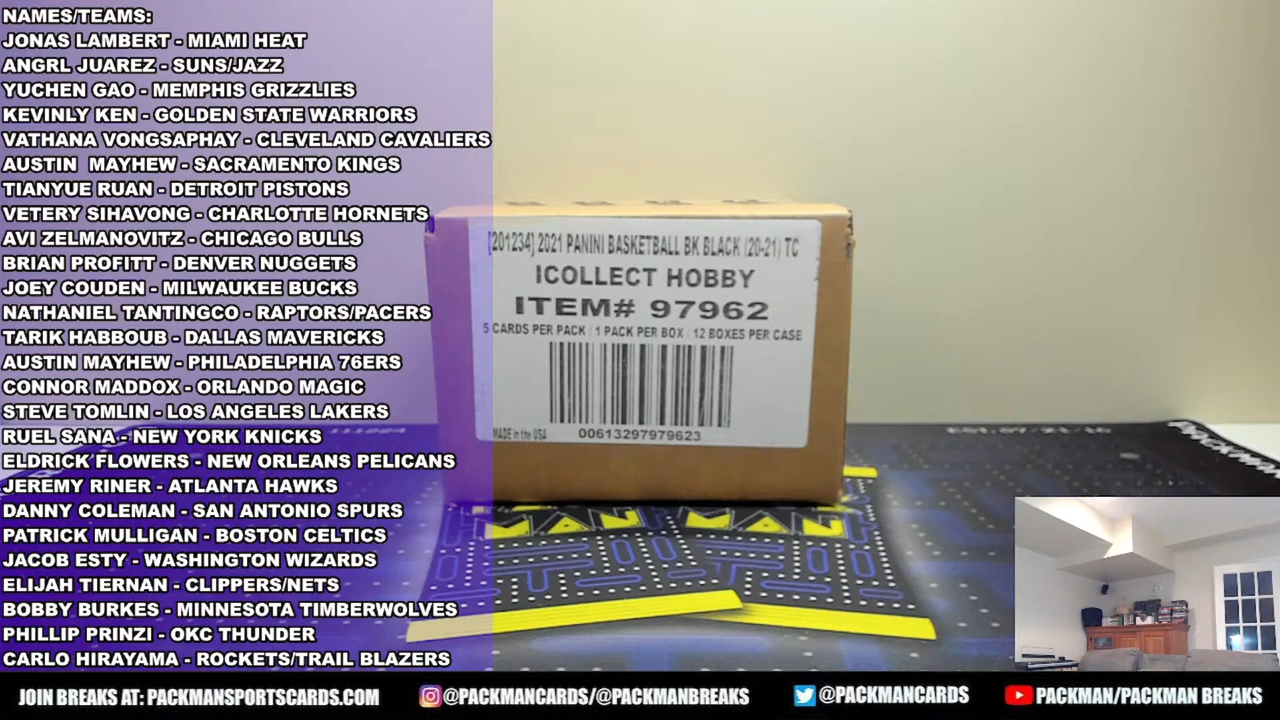 NAMES/TEAMS:
JONAS LAMBERT - MIAMI HEAT
ANGRL JUAREZ - SUNS/JAZZ
YUCHEN GAO - MEMPHIS GRIZZLIES
KEVINLY KEN - GOLDEN STATE WARRIORS
VATHANA VONGSAPHAY - CLEVELAND CAVALIERS
AUSTIN  MAYHEW - SACRAMENTO KINGS
TIANYUE RUAN - DETROIT PISTONS
VETERY SIHAVONG - CHARLOTTE HORNETS
AVI ZELMANOVITZ - CHICAGO BULLS
BRIAN PROFITT - DENVER NUGGETS
JOEY COUDEN - MILWAUKEE BUCKS
NATHANIEL TANTINGCO - RAPTORS/PACERS
TARIK HABBOUB - DALLAS MAVERICKS
AUSTIN MAYHEW - PHILADELPHIA 76ERS
CONNOR MADDOX - ORLANDO MAGIC
STEVE TOMLIN - LOS ANGELES LAKERS
RUEL SANA - NEW YORK KNICKS
ELDRICK FLOWERS - NEW ORLEANS PELICANS
JEREMY RINER - ATLANTA HAWKS
DANNY COLEMAN - SAN ANTONIO SPURS
PATRICK MULLIGAN - BOSTON CELTICS
JACOB ESTY - WASHINGTON WIZARDS
ELIJAH TIERNAN - CLIPPERS/NETS
BOBBY BURKES - MINNESOTA TIMBERWOLVES
PHILLIP PRINZI - OKC THUNDER
CARLO HIRAYAMA - ROCKETS/TRAIL BLAZERS
[201234] 2021 PANINI BASKETBALL BK BLACK (20-21) TC
ICOLLECT HOBBY
ITEM# 97962
5 CARDS PER PACK / 1 PACK PER BOX / 12 BOXES PER CASE
MADE in the USA
00613297979623
JOIN BREAKS AT: PACKMANSPORTSCARDS.COM
@PACKMANCARDS/@PACKMANBREAKS
@PACKMANCARDS
PACKMAN/PACKMAN BREAKS